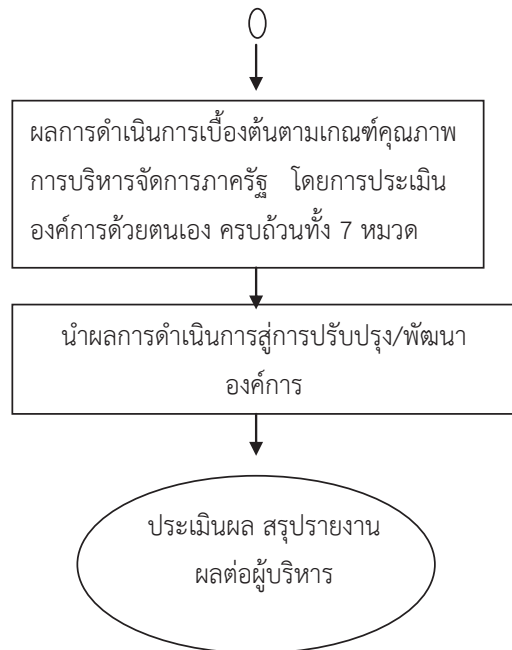 ผลการดำเนินการเบื้องต้นตามเกณฑ์คุณภาพ
การบริหารจัดการภาครัฐ โดยการประเมิน
องค์การด้วยตนเอง ครบถ้วนทั้ง 7 หมวด
นำผลการดำเนินการสู่การปรับปรุง/พัฒนา
องค์การ
ประเมินผล สรุปรายงาน
ผลต่อผู้บริหาร